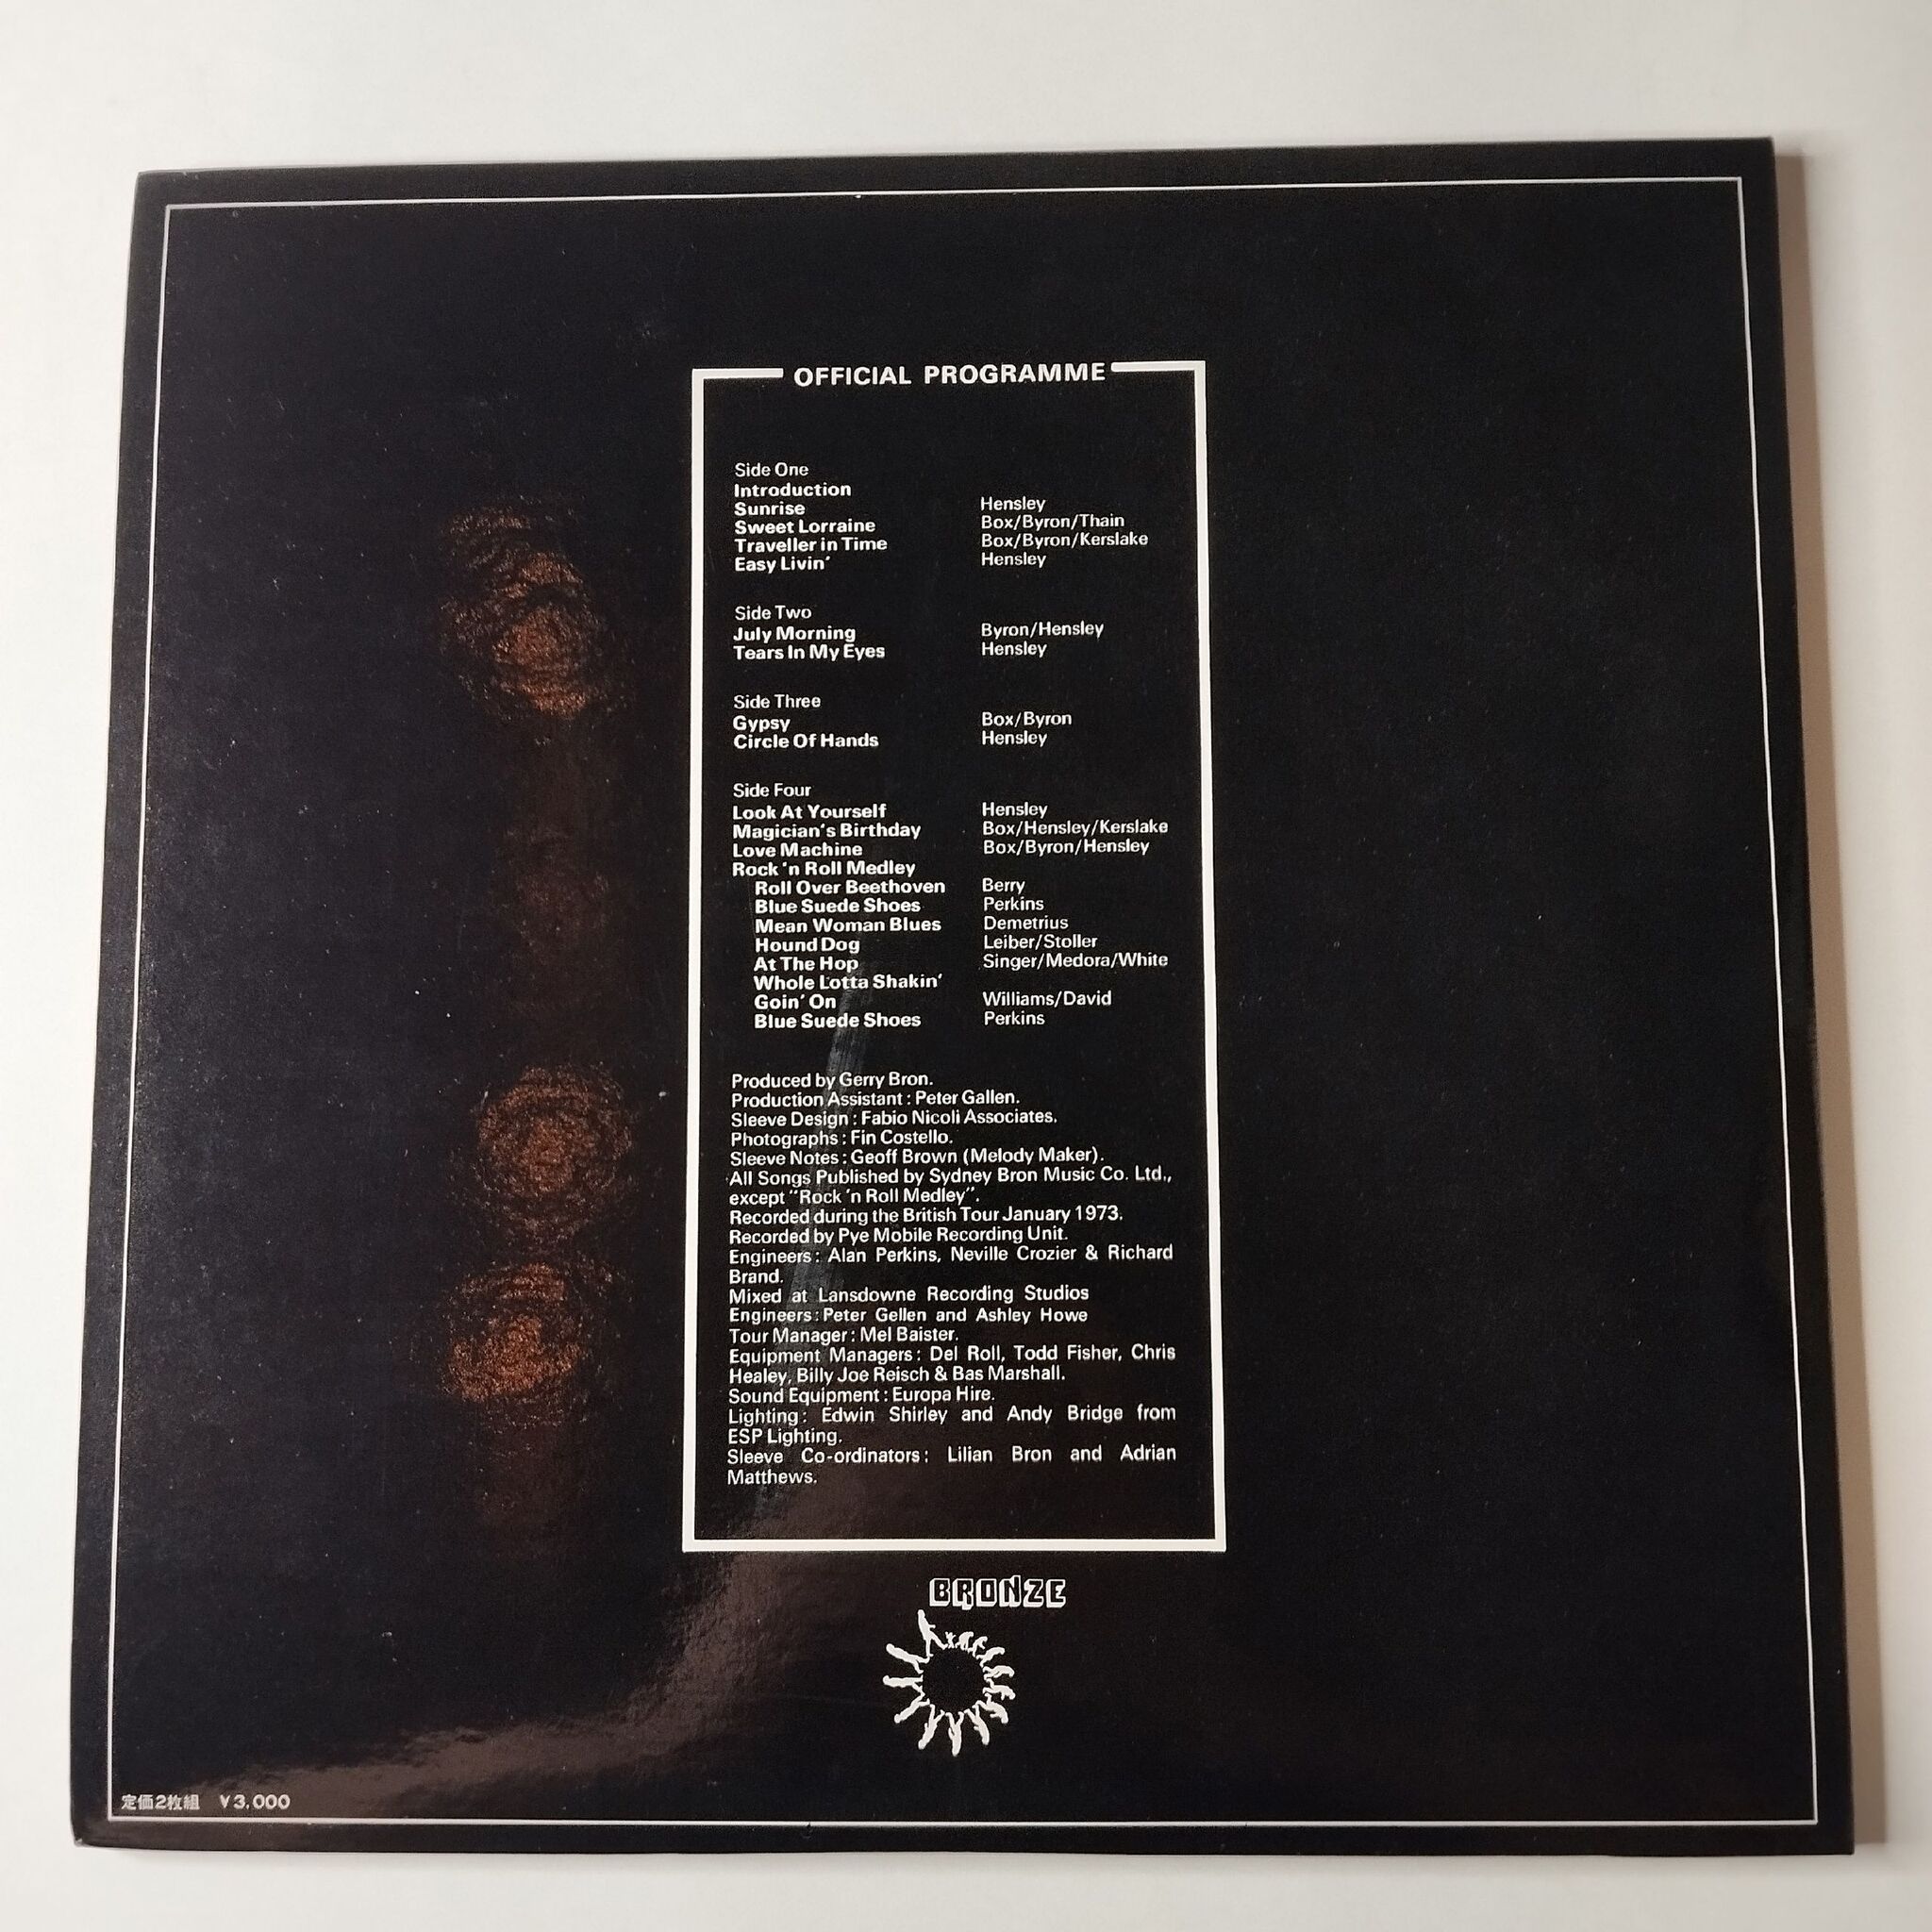 OFFICIAL PROGRAMME
Side One
Introduction
Sunrise Hensley
Sweet Lorraine Box/Byron/Thain
Traveller in Time Box/Byron/Kerslake
Easy Livin' Hensley
Side Two
July Morning Byron/Hensley
Tears In My Eyes Hensley
Side Three
Gypsy Box/Byron
Circle Of Hands Hensley
Side Four
Look At Yourself Hensley
Magician's Birthday Box/Hensley/Kerslake
Love Machine Box/Byron/Hensley
Rock 'n Roll Medley
Roll Over Beethoven Berry
Blue Suede Shoes Perkins
Mean Woman Blues Demetrius
Hound Dog Leiber/Stoller
At The Hop Singer/Medora/White
Whole Lotta Shakin'
Goin' On Williams/David
Blue Suede Shoes Perkins
Produced by Gerry Bron.
Production Assistant : Peter Gallen.
Sleeve Design : Fabio Nicoli Associates.
Photographs : Fin Costello.
Sleeve Notes : Geoff Brown (Melody Maker).
All Songs Published by Sydney Bron Music Co. Ltd.,
except "Rock 'n Roll Medley".
Recorded during the British Tour January 1973.
Recorded by Pye Mobile Recording Unit.
Engineers : Alan Perkins, Neville Crozier & Richard
Brand.
Mixed at Lansdowne Recording Studios
Engineers : Peter Gellen and Ashley Howe
Tour Manager : Mel Baister.
Equipment Managers : Del Roll, Todd Fisher, Chris
Healey, Billy Joe Reisch & Bas Marshall.
Sound Equipment : Europa Hire.
Lighting : Edwin Shirley and Andy Bridge from
ESP Lighting.
Sleeve Co-ordinators : Lilian Bron and Adrian
Matthews.
BRONZE
定価2枚組 ¥3,000